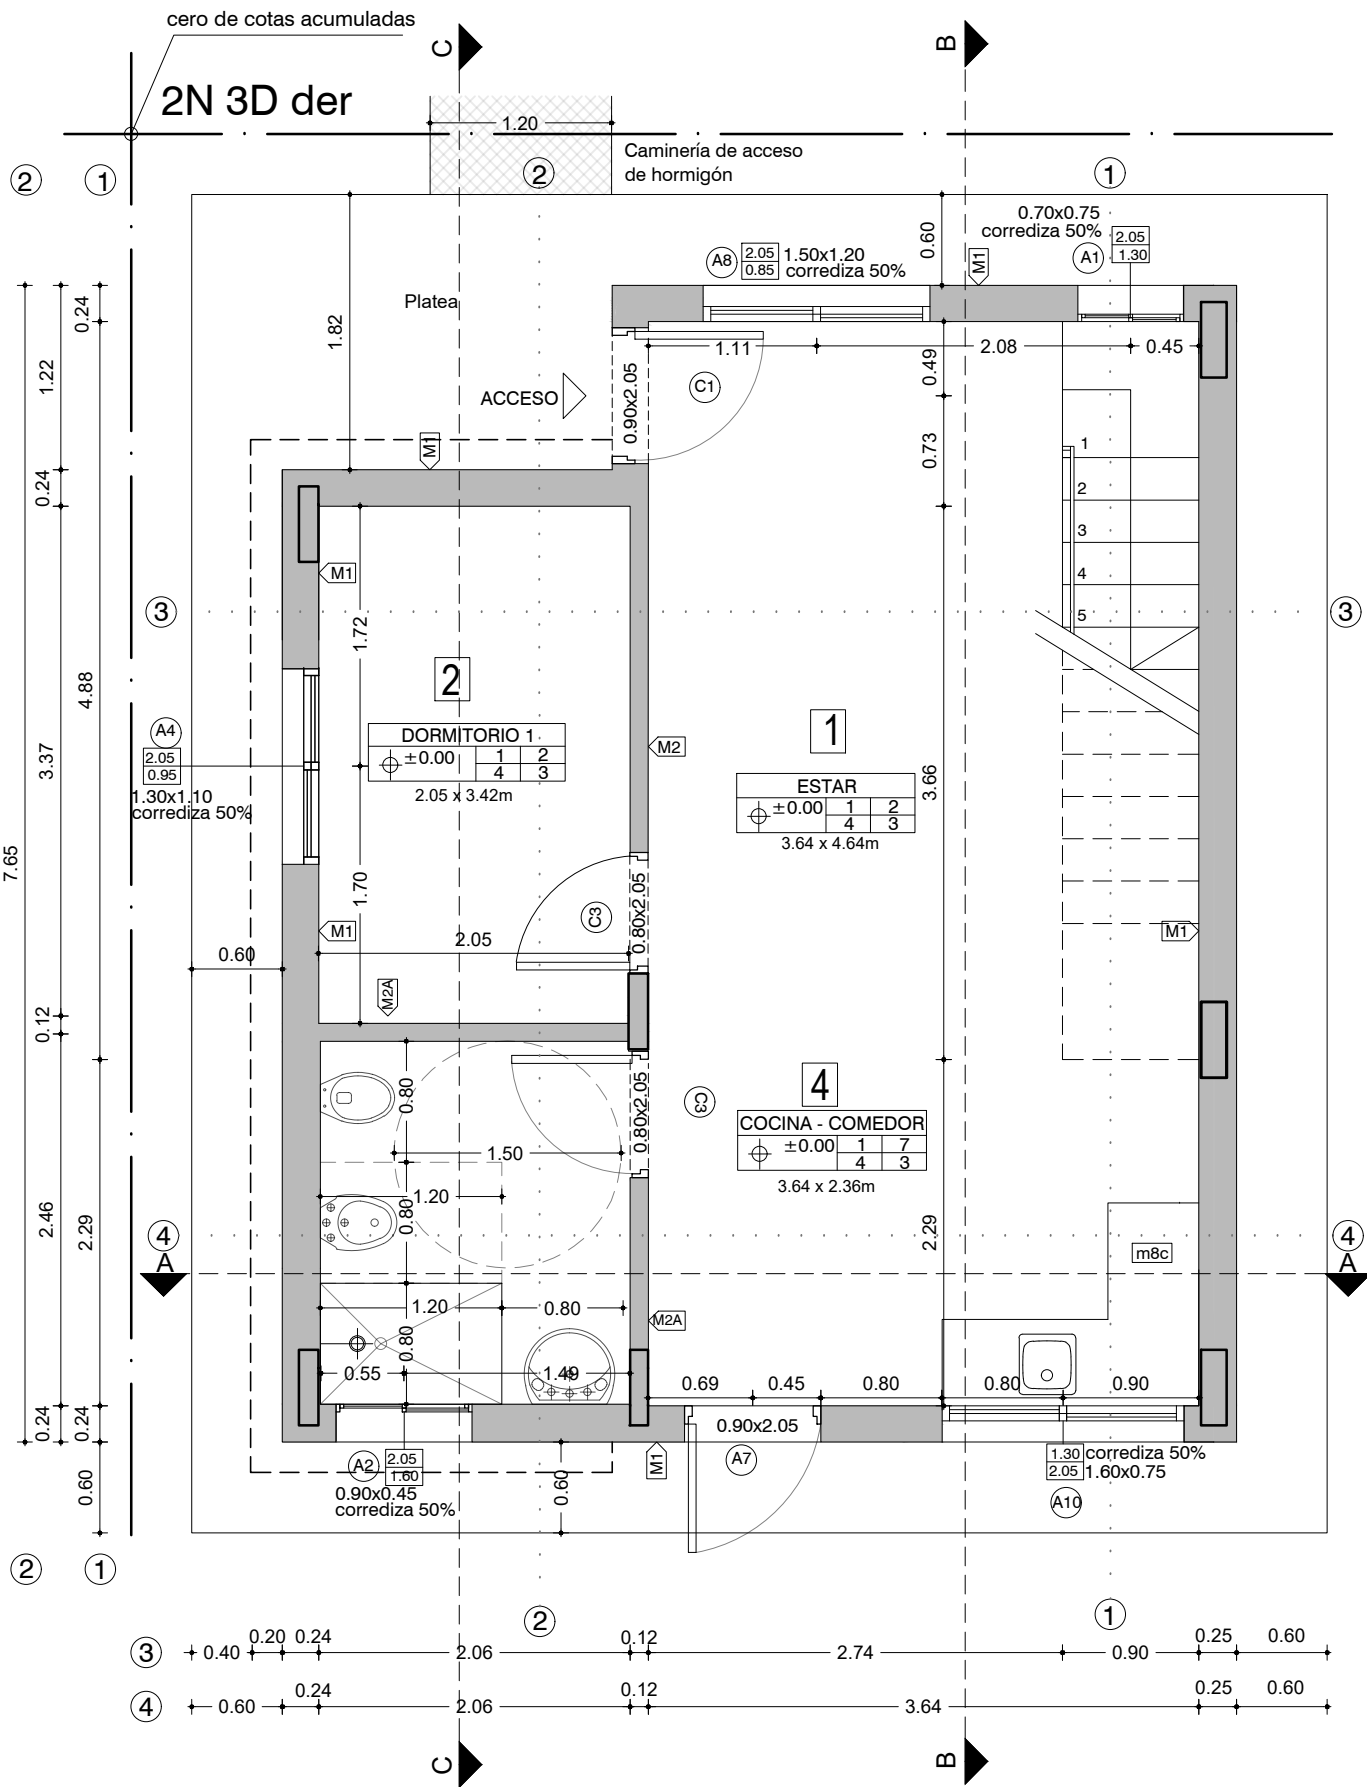 cero de cotas acumuladas
C
B
2N 3D der
1.20
Caminería de acceso
de hormigón
2
1
2
1
0.70x0.75
corrediza 50%
A1
2.05
1.30
0.60
M1
A8
2.05
0.85
1.50x1.20
corrediza 50%
Platea
1.82
0.24
1.22
0.24
ACCESO
0.90x2.05
C1
1.11
2.08
0.45
0.49
0.73
M1
1
2
3
4
5
3
3
M1
1.72
4.88
3.37
7.65
2
DORMITORIO 1
±0.00
1
2
4
3
2.05 x 3.42m
A4
2.05
0.95
1.30x1.10
corrediza 50%
M2
1
ESTAR
±0.00
1
2
4
3
3.64 x 4.64m
3.66
1.70
C3
0.80x2.05
M1
M1
2.05
0.60
M2A
0.12
0.80
0.80x2.05
C3
4
COCINA - COMEDOR
±0.00
1
7
4
3
3.64 x 2.36m
1.50
1.20
0.80
2.46
2.29
2.29
4
A
4
A
m8c
1.20
0.80
0.80
M2A
0.55
1.49
0.69
0.45
0.80
0.80
0.90
0.24
0.24
0.90x2.05
A7
M1
A2
2.05
1.60
0.90x0.45
corrediza 50%
0.60
0.60
1.30
corrediza 50%
2.05
1.60x0.75
A10
2
1
2
1
3
0.40
0.20
0.24
2.06
0.12
2.74
0.90
0.25
0.60
4
0.60
0.24
2.06
0.12
3.64
0.25
0.60
C
B